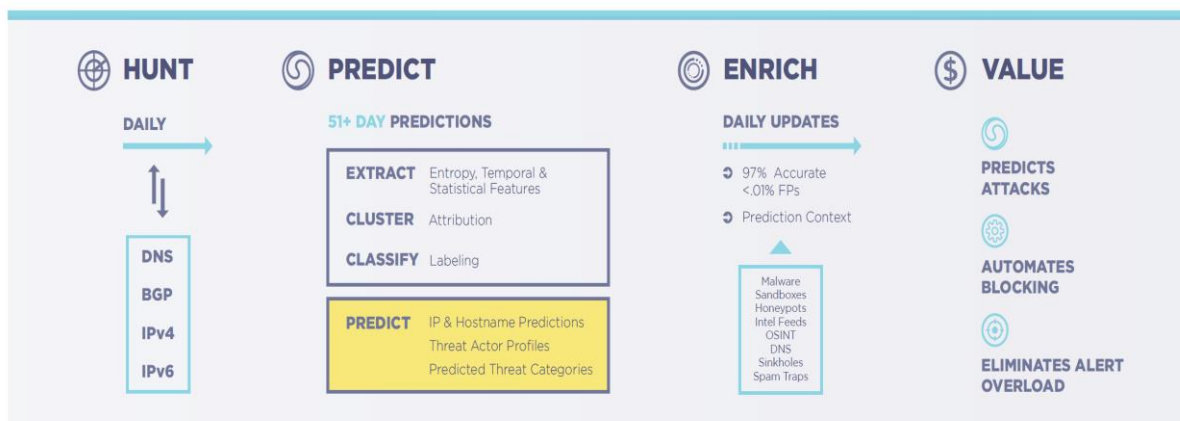 HUNT
DAILY
DNS
BGP
IPv4
IPv6
PREDICT
51+ DAY PREDICTIONS
EXTRACT Entropy, Temporal &
Statistical Features
CLUSTER Attribution
CLASSIFY Labeling
PREDICT IP & Hostname Predictions
Threat Actor Profiles
Predicted Threat Categories
ENRICH
DAILY UPDATES
97% Accurate
<.01% FPs
Prediction Context
Malware
Sandboxes
Honeypots
Intel Feeds
OSINT
DNS
Sinkholes
Spam Traps
$ VALUE
PREDICTS
ATTACKS
AUTOMATES
BLOCKING
ELIMINATES ALERT
OVERLOAD